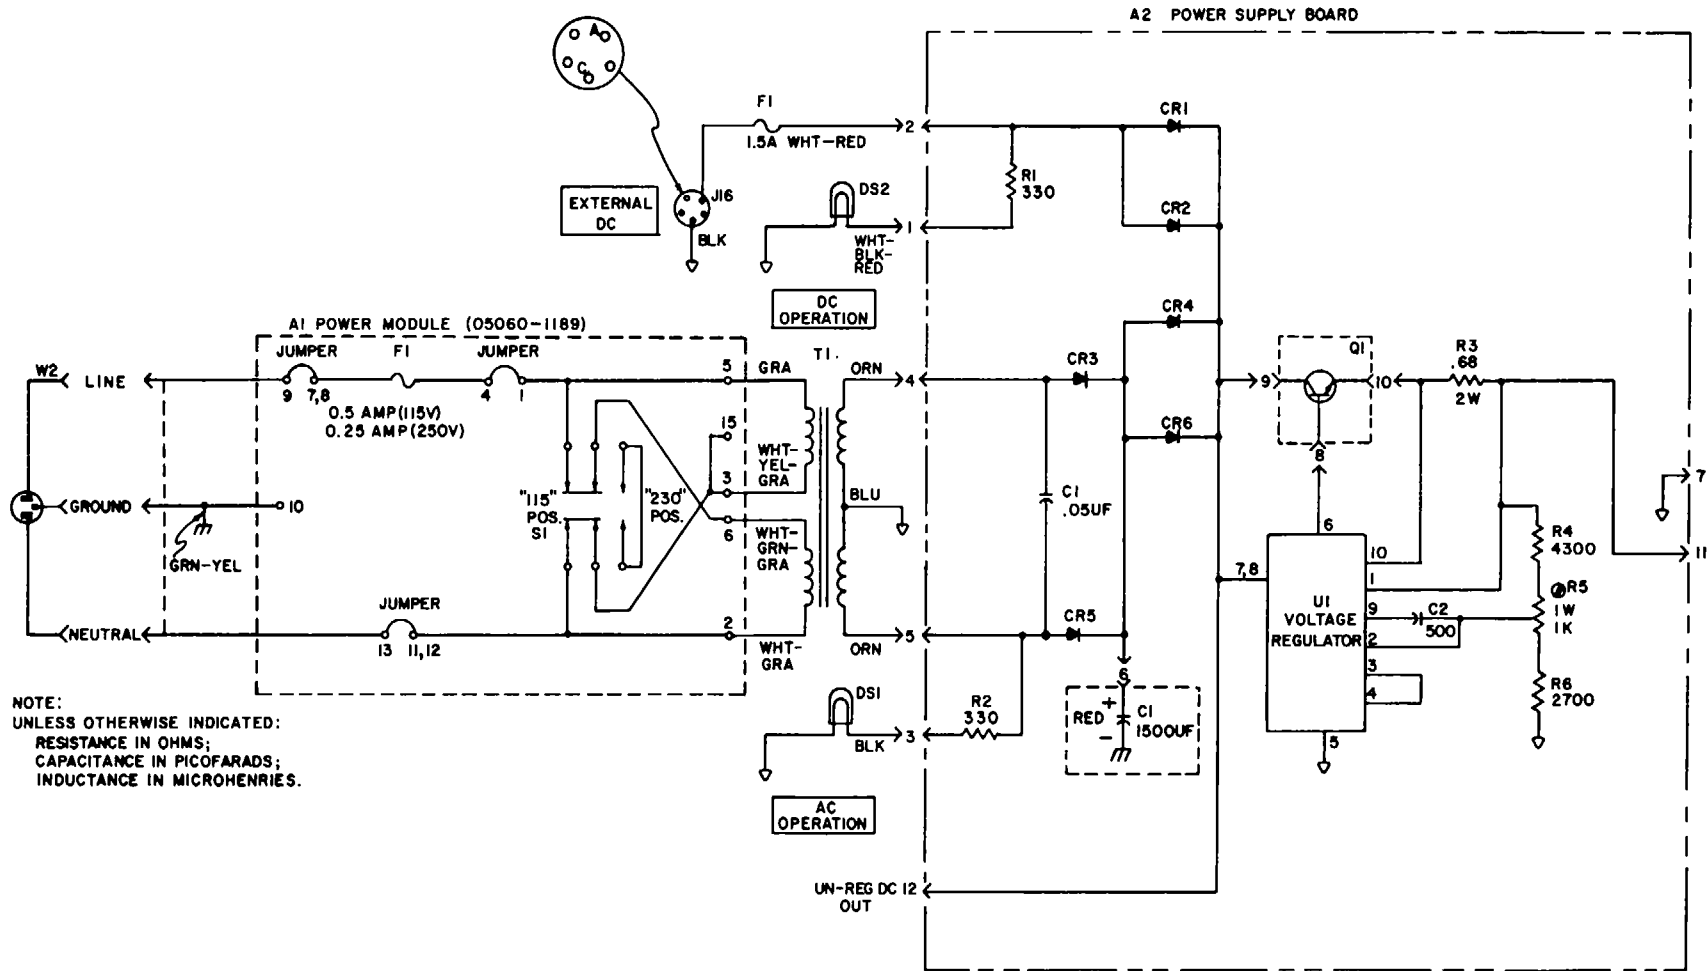 A2 POWER SUPPLY BOARD
A
C
F1
1.5A WHT-RED
2
CR1
R1
330
J16
EXTERNAL
DC
BLK
DS2
1
WHT-
BLK-
RED
CR2
DC
OPERATION
CR4
A1 POWER MODULE (05060-1189)
JUMPER
F1
JUMPER
W2
LINE
9
7,8
4
1
0.5 AMP(115V)
0.25 AMP(250V)
5
GRA
T1.
ORN
4
CR3
Q1
9
10
R3
.68
2W
CR6
8
15
WHT-
YEL-
GRA
3
"115"
POS.
S1
"230"
POS.
6
WHT-
GRN-
GRA
BLU
C1
.05UF
7
GROUND
10
GRN-YEL
6
R4
4300
11
7,8
U1
VOLTAGE
REGULATOR
10
1
9
2
3
4
5
C2
500
R5
1W
1K
R6
2700
JUMPER
NEUTRAL
13
11,12
2
WHT-
GRA
ORN
5
CR5
6
RED
+
-
C1
1500UF
DS1
BLK
3
R2
330
AC
OPERATION
NOTE:
UNLESS OTHERWISE INDICATED:
RESISTANCE IN OHMS;
CAPACITANCE IN PICOFARADS;
INDUCTANCE IN MICROHENRIES.
UN-REG DC 12
OUT